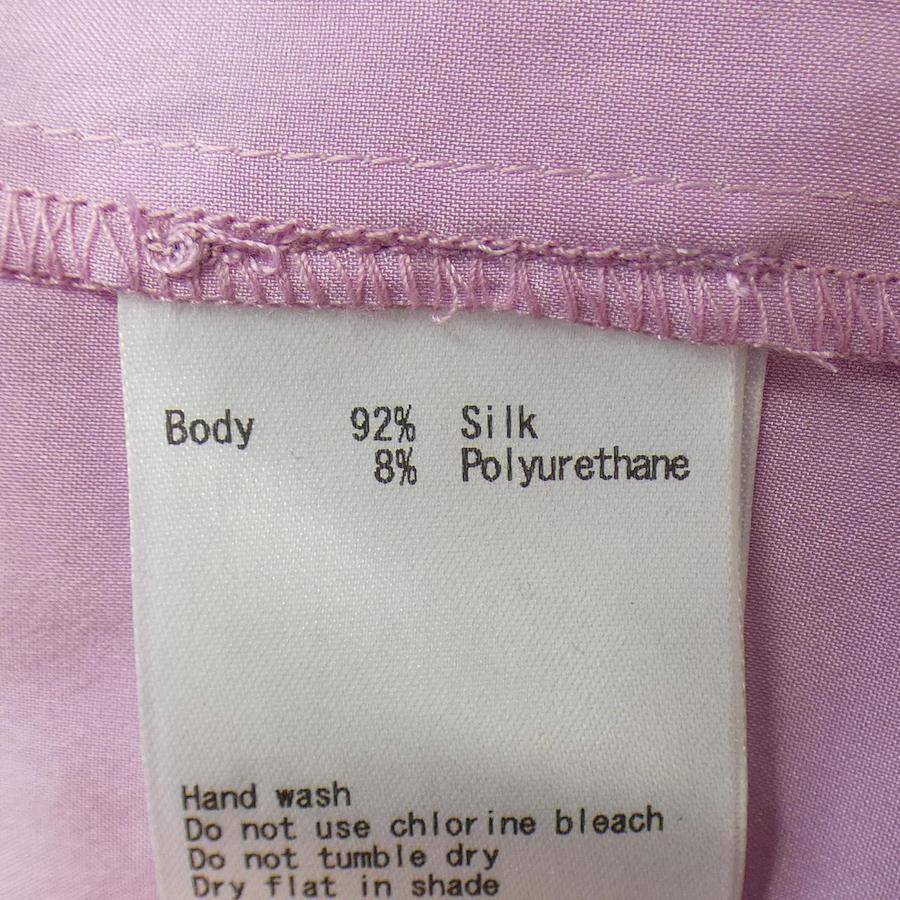 Body 92% Silk
8% Polyurethane
Hand wash
Do not use chlorine bleach
Do not tumble dry
Dry flat in shade